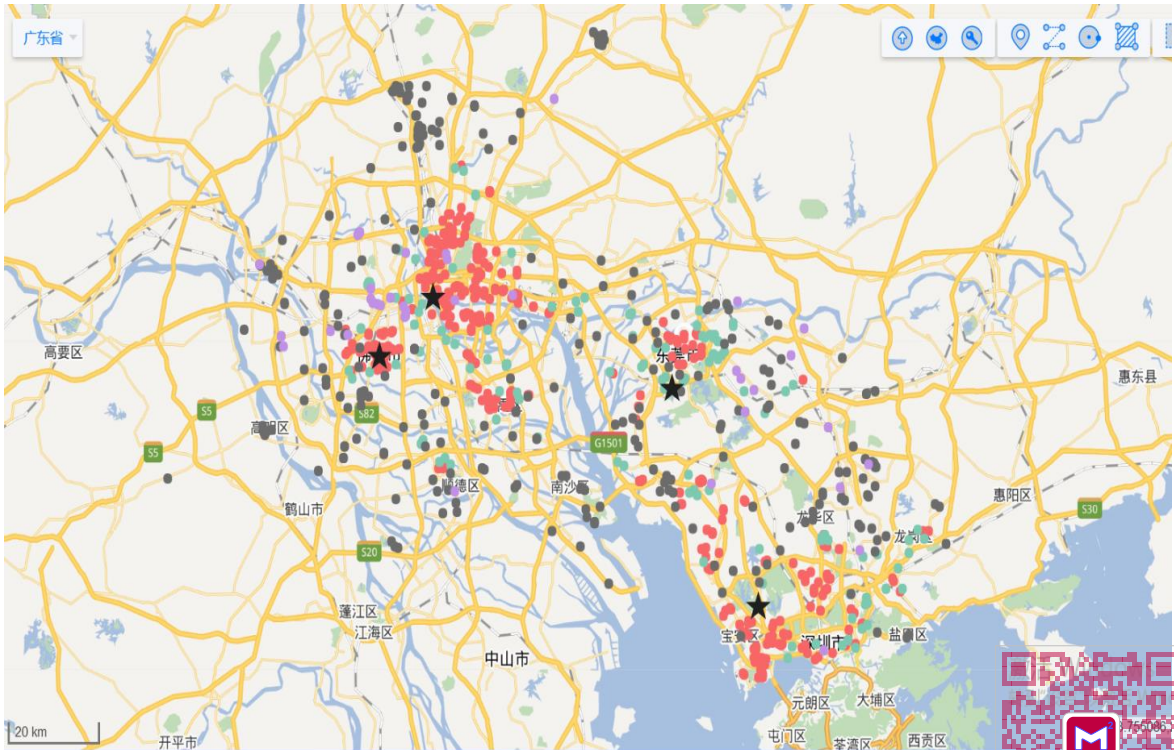 广东省
高要区
东莞市
惠东县
S5
S82
高明区
G1501
S5
顺德区
南沙区
惠阳区
鹤山市
龙华区
S30
龙岗区
S20
蓬江区
江海区
宝安区
深圳市
盐田区
中山市
元朗区
大埔区
20 km
开平市
屯门区
荃湾区
西贡区